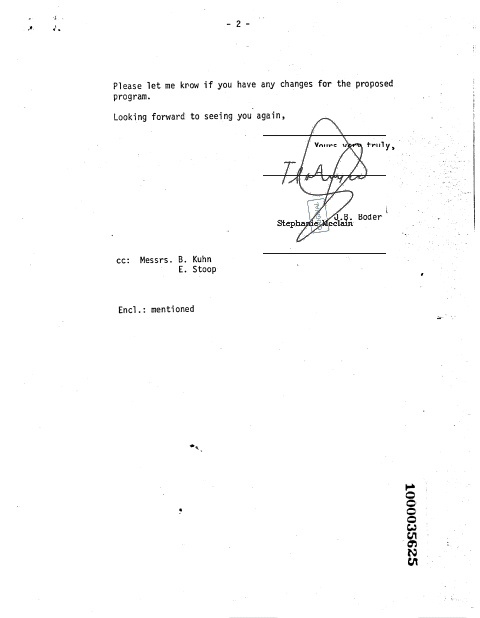 - 2 -
Please let me know if you have any changes for the proposed
program.
Looking forward to seeing you again,
Yours very truly,
J.B. Boder
Stephanie Mcclain
cc: Messrs. B. Kuhn
E. Stoop
Encl.: mentioned
1000035625